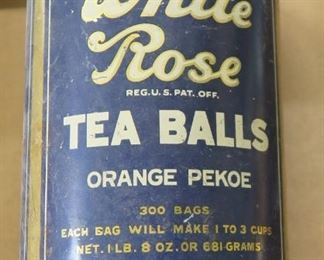 White
Rose
REG. U.S. PAT. OFF.
TEA BALLS
ORANGE PEKOE
300 BAGS
EACH BAG WILL MAKE 1 TO 3 CUPS
NET. 1 LB. 8 OZ. OR 681 GRAMS